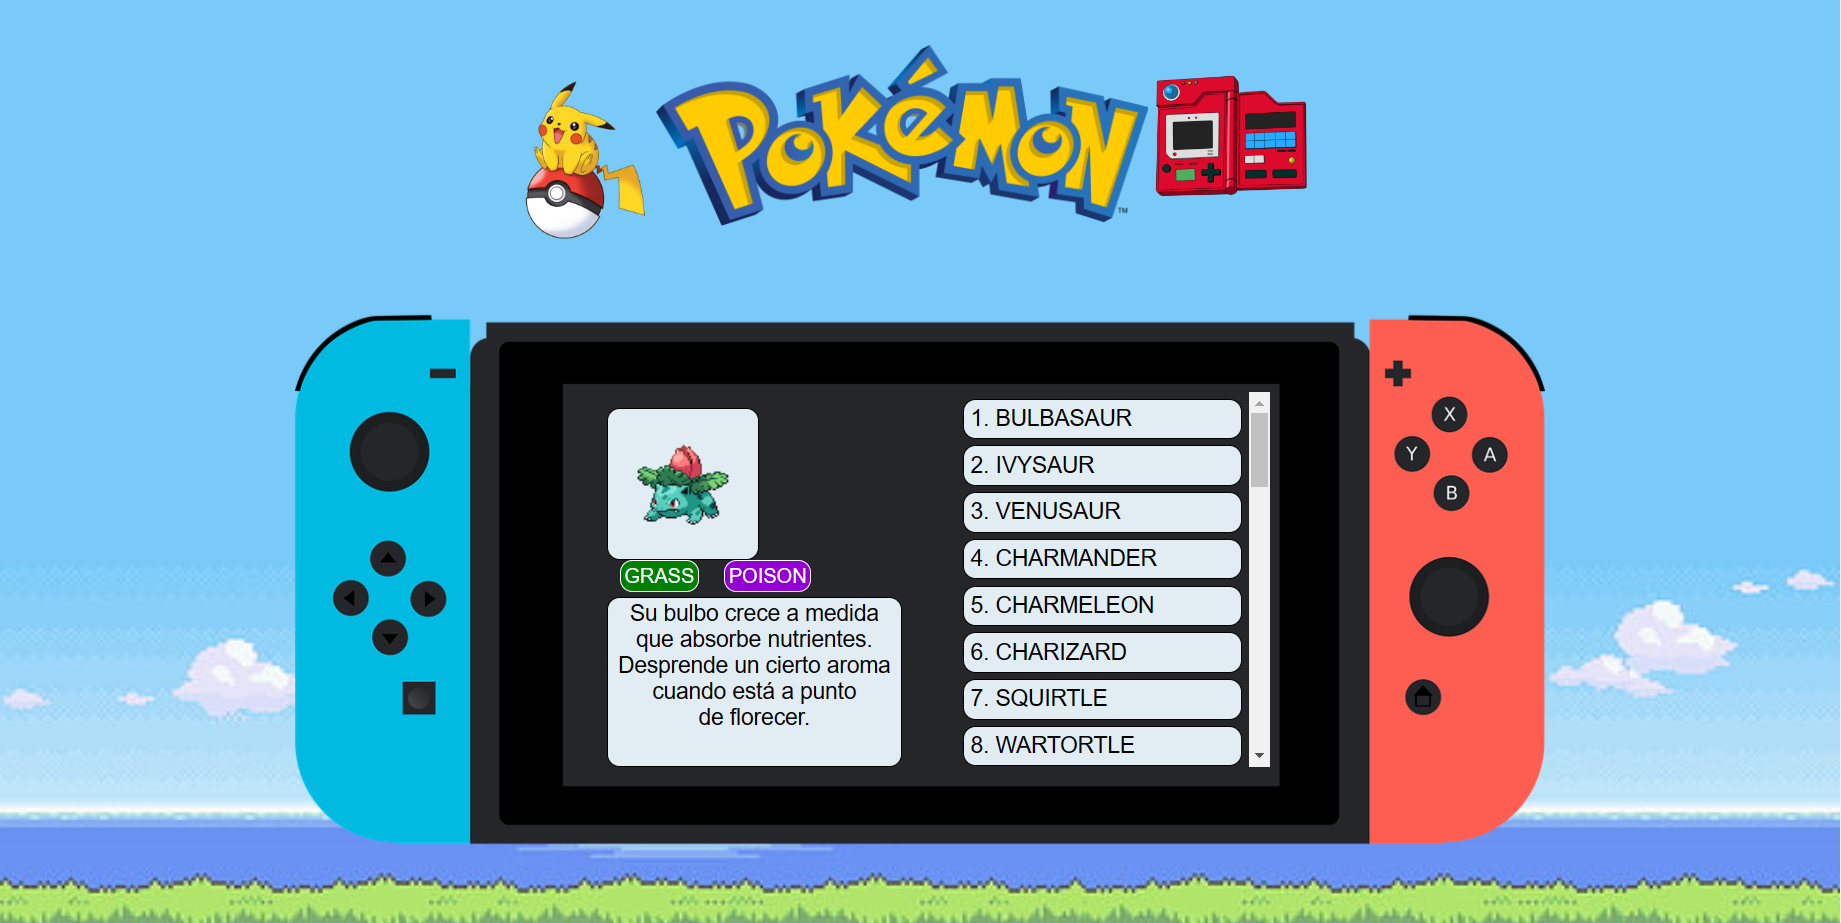 POKéMON
™
X
Y
A
B
GRASS
POISON
Su bulbo crece a medida
que absorbe nutrientes.
Desprende un cierto aroma
cuando está a punto
de florecer.
1. BULBASAUR
2. IVYSAUR
3. VENUSAUR
4. CHARMANDER
5. CHARMELEON
6. CHARIZARD
7. SQUIRTLE
8. WARTORTLE